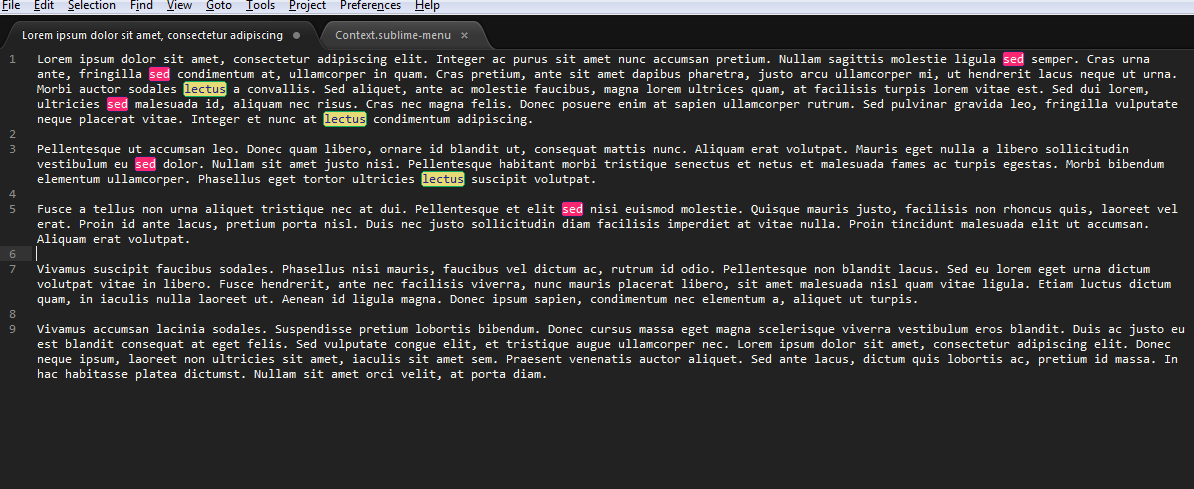 File Edit Selection Find View Goto Tools Project Preferences Help
Lorem ipsum dolor sit amet, consectetur adipiscing Context.sublime-menu ×
1 Lorem ipsum dolor sit amet, consectetur adipiscing elit. Integer ac purus sit amet nunc accumsan pretium. Nullam sagittis molestie ligula sed semper. Cras urna
ante, fringilla sed condimentum at, ullamcorper in quam. Cras pretium, ante sit amet dapibus pharetra, justo arcu ullamcorper mi, ut hendrerit lacus neque ut urna.
Morbi auctor sodales lectus a convallis. Sed aliquet, ante ac molestie faucibus, magna lorem ultrices quam, at facilisis turpis lorem vitae est. Sed dui lorem,
ultricies sed malesuada id, aliquam nec risus. Cras nec magna felis. Donec posuere enim at sapien ullamcorper rutrum. Sed pulvinar gravida leo, fringilla vulputate
neque placerat vitae. Integer et nunc at lectus condimentum adipiscing.
2
3 Pellentesque ut accumsan leo. Donec quam libero, ornare id blandit ut, consequat mattis nunc. Aliquam erat volutpat. Mauris eget nulla a libero sollicitudin
vestibulum eu sed dolor. Nullam sit amet justo nisi. Pellentesque habitant morbi tristique senectus et netus et malesuada fames ac turpis egestas. Morbi bibendum
elementum ullamcorper. Phasellus eget tortor ultricies lectus suscipit volutpat.
4
5 Fusce a tellus non urna aliquet tristique nec at dui. Pellentesque et elit sed nisi euismod molestie. Quisque mauris justo, facilisis non rhoncus quis, laoreet vel
erat. Proin id ante lacus, pretium porta nisl. Duis nec justo sollicitudin diam facilisis imperdiet at vitae nulla. Proin tincidunt malesuada elit ut accumsan.
Aliquam erat volutpat.
6
7 Vivamus suscipit faucibus sodales. Phasellus nisi mauris, faucibus vel dictum ac, rutrum id odio. Pellentesque non blandit lacus. Sed eu lorem eget urna dictum
volutpat vitae in libero. Fusce hendrerit, ante nec facilisis viverra, nunc mauris placerat libero, sit amet malesuada nisl quam vitae ligula. Etiam luctus dictum
quam, in iaculis nulla laoreet ut. Aenean id ligula magna. Donec ipsum sapien, condimentum nec elementum a, aliquet ut turpis.
8
9 Vivamus accumsan lacinia sodales. Suspendisse pretium lobortis bibendum. Donec cursus massa eget magna scelerisque viverra vestibulum eros blandit. Duis ac justo eu
est blandit consequat at eget felis. Sed vulputate congue elit, et tristique augue ullamcorper nec. Lorem ipsum dolor sit amet, consectetur adipiscing elit. Donec
neque ipsum, laoreet non ultricies sit amet, iaculis sit amet sem. Praesent venenatis auctor aliquet. Sed ante lacus, dictum quis lobortis ac, pretium id massa. In
hac habitasse platea dictumst. Nullam sit amet orci velit, at porta diam.